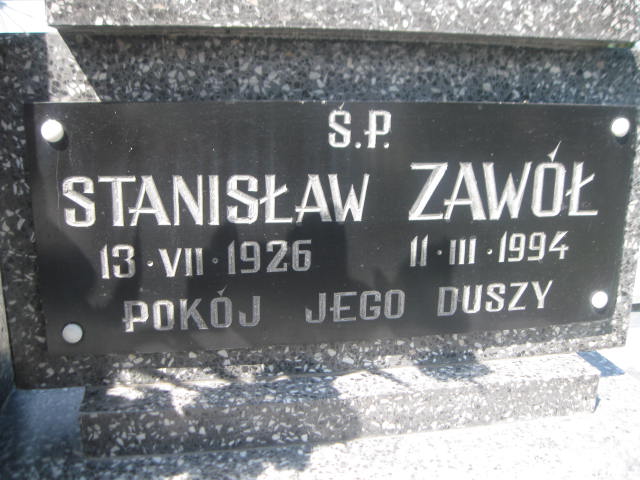 Ś.P.
STANISŁAW ZAWÓŁ
13·VII·1926 11·III·1994
POKÓJ JEGO DUSZY